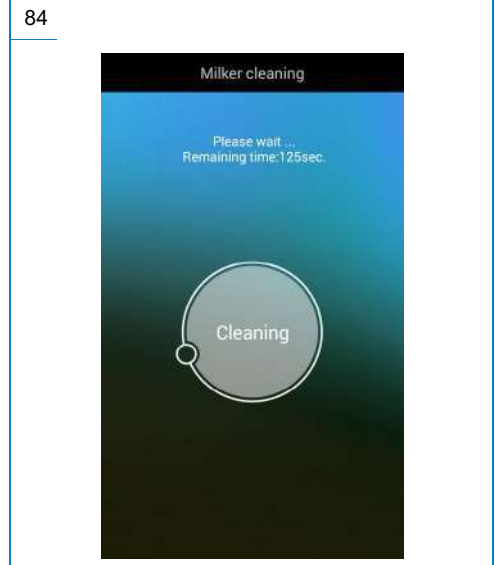 84
Milker cleaning
Please wait ...
Remaining time:125sec.
Cleaning